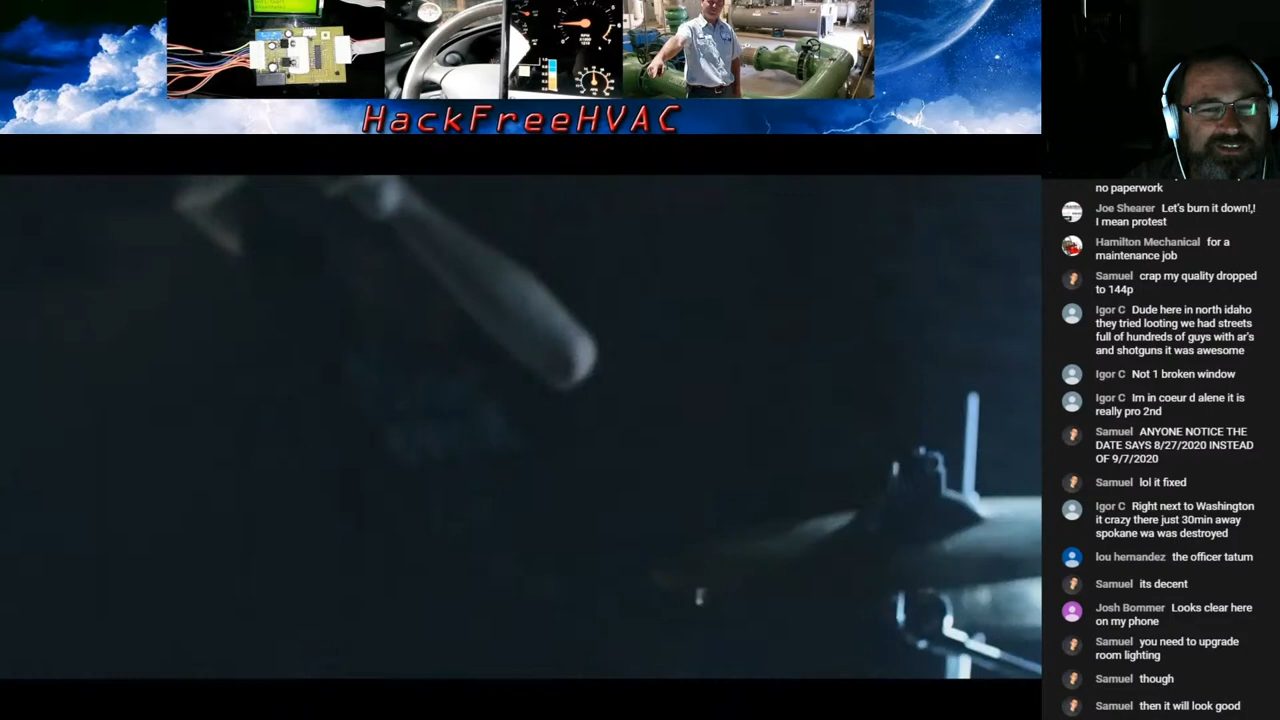 HackFreeHVAC
no paperwork
Joe Shearer Let's burn it down!,!
I mean protest
Hamilton Mechanical for a
maintenance job
Samuel crap my quality dropped
to 144p
Igor C Dude here in north idaho
they tried looting we had streets
full of hundreds of guys with ar's
and shotguns it was awesome
Igor C Not 1 broken window
Igor C Im in coeur d alene it is
really pro 2nd
Samuel ANYONE NOTICE THE
DATE SAYS 8/27/2020 INSTEAD
OF 9/7/2020
Samuel lol it fixed
Igor C Right next to Washington
it crazy there just 30min away
spokane wa was destroyed
lou hernandez the officer tatum
Samuel its decent
Josh Bommer Looks clear here
on my phone
Samuel you need to upgrade
room lighting
Samuel though
Samuel then it will look good